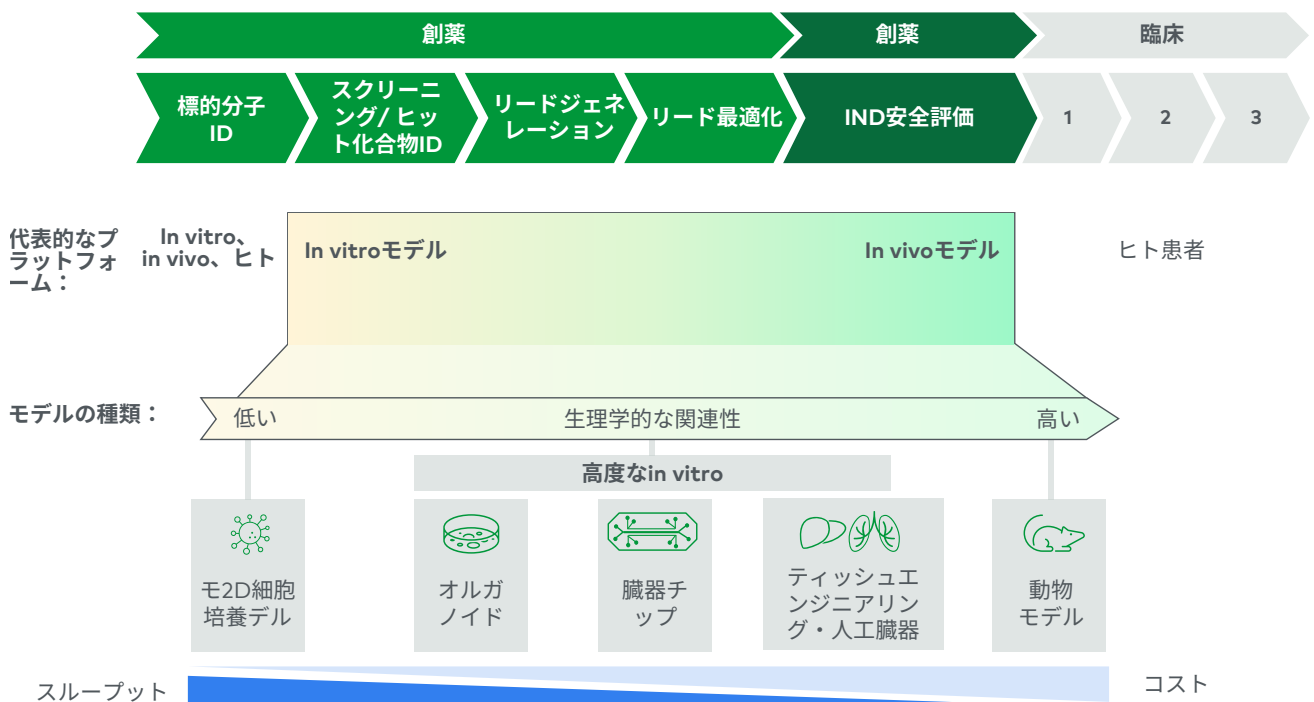 創薬
創薬
臨床
標的分子
ID
スクリーニ
ング/ ヒッ
ト化合物ID
リードジェネ
レーション
リード最適化
IND安全評価
1
2
3
代表的なプ
ラットフォ
ーム：
In vitro、
in vivo、ヒト
In vitroモデル
In vivoモデル
ヒト患者
モデルの種類：
低い
生理学的な関連性
高い
高度なin vitro
モ2D細胞
培養デル
オルガ
ノイド
臓器チ
ップ
ティッシュエ
ンジニアリン
グ・人工臓器
動物
モデル
スループット
コスト